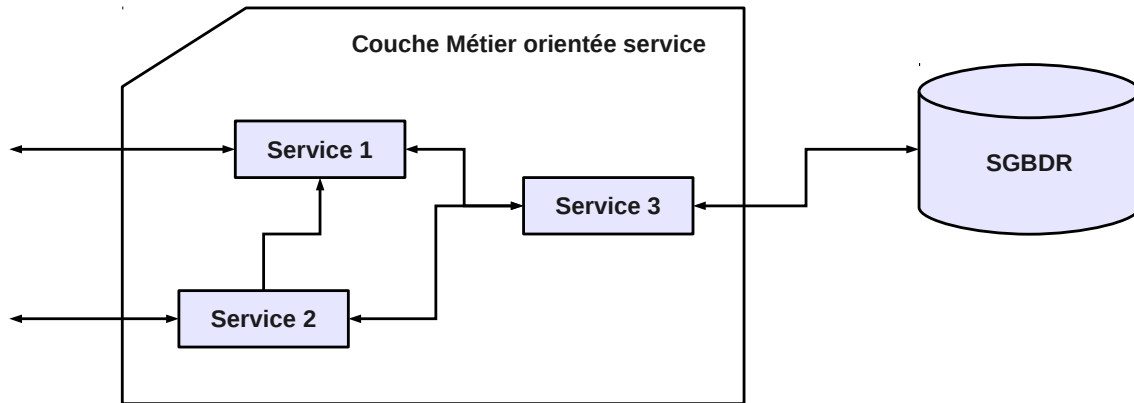 Couche Métier orientée service
Service 1
SGBDR
Service 3
Service 2